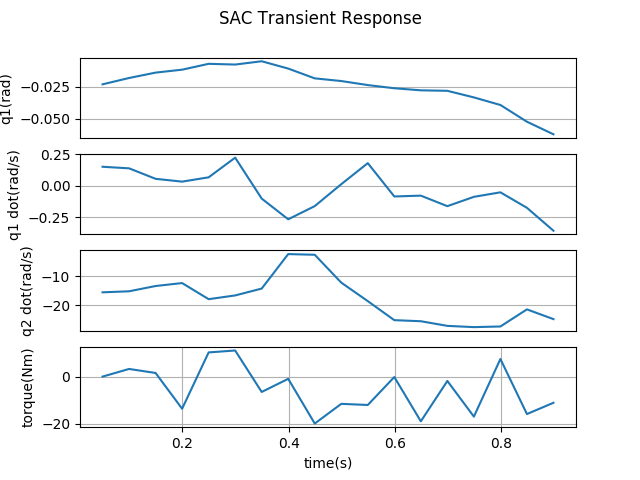 SAC Transient Response
q1(rad)
−0.025
−0.050
q1 dot(rad/s)
0.25
0.00
−0.25
q2 dot(rad/s)
−10
−20
torque(Nm)
0
−20
0.2 0.4 0.6 0.8
time(s)